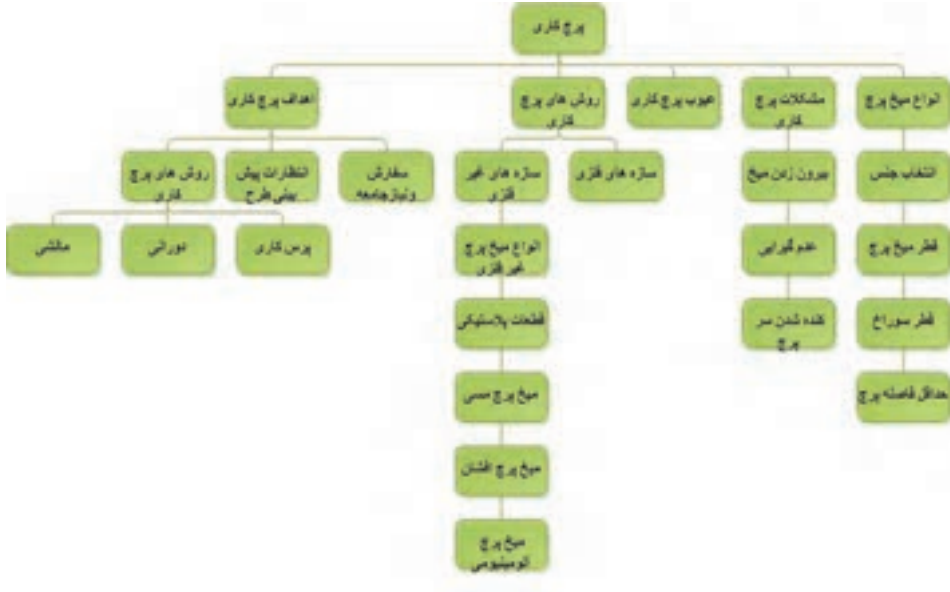 پرچ کاری
انواع میخ پرچ
مشکلات پرچ
کاری
عیوب پرچ کاری
روش های پرچ
کاری
اهداف پرچ کاری
انتخاب جنس
بیرون زدن میخ
سازه های فلزی
سازه های غیر
فلزی
سفارش
ونیازجامعه
انتظارات پیش
بینی طرح
روش های پرچ
کاری
قطر میخ پرچ
عدم گیرایی
انواع میخ پرچ
غیر فلزی
پرس کاری
دورانی
مالشی
قطر سوراخ
کنده شدن سر
پرچ
قطعات پلاستیکی
حداقل فاصله پرچ
میخ پرچ مسی
میخ پرچ افشان
میخ پرچ
آلومینیومی